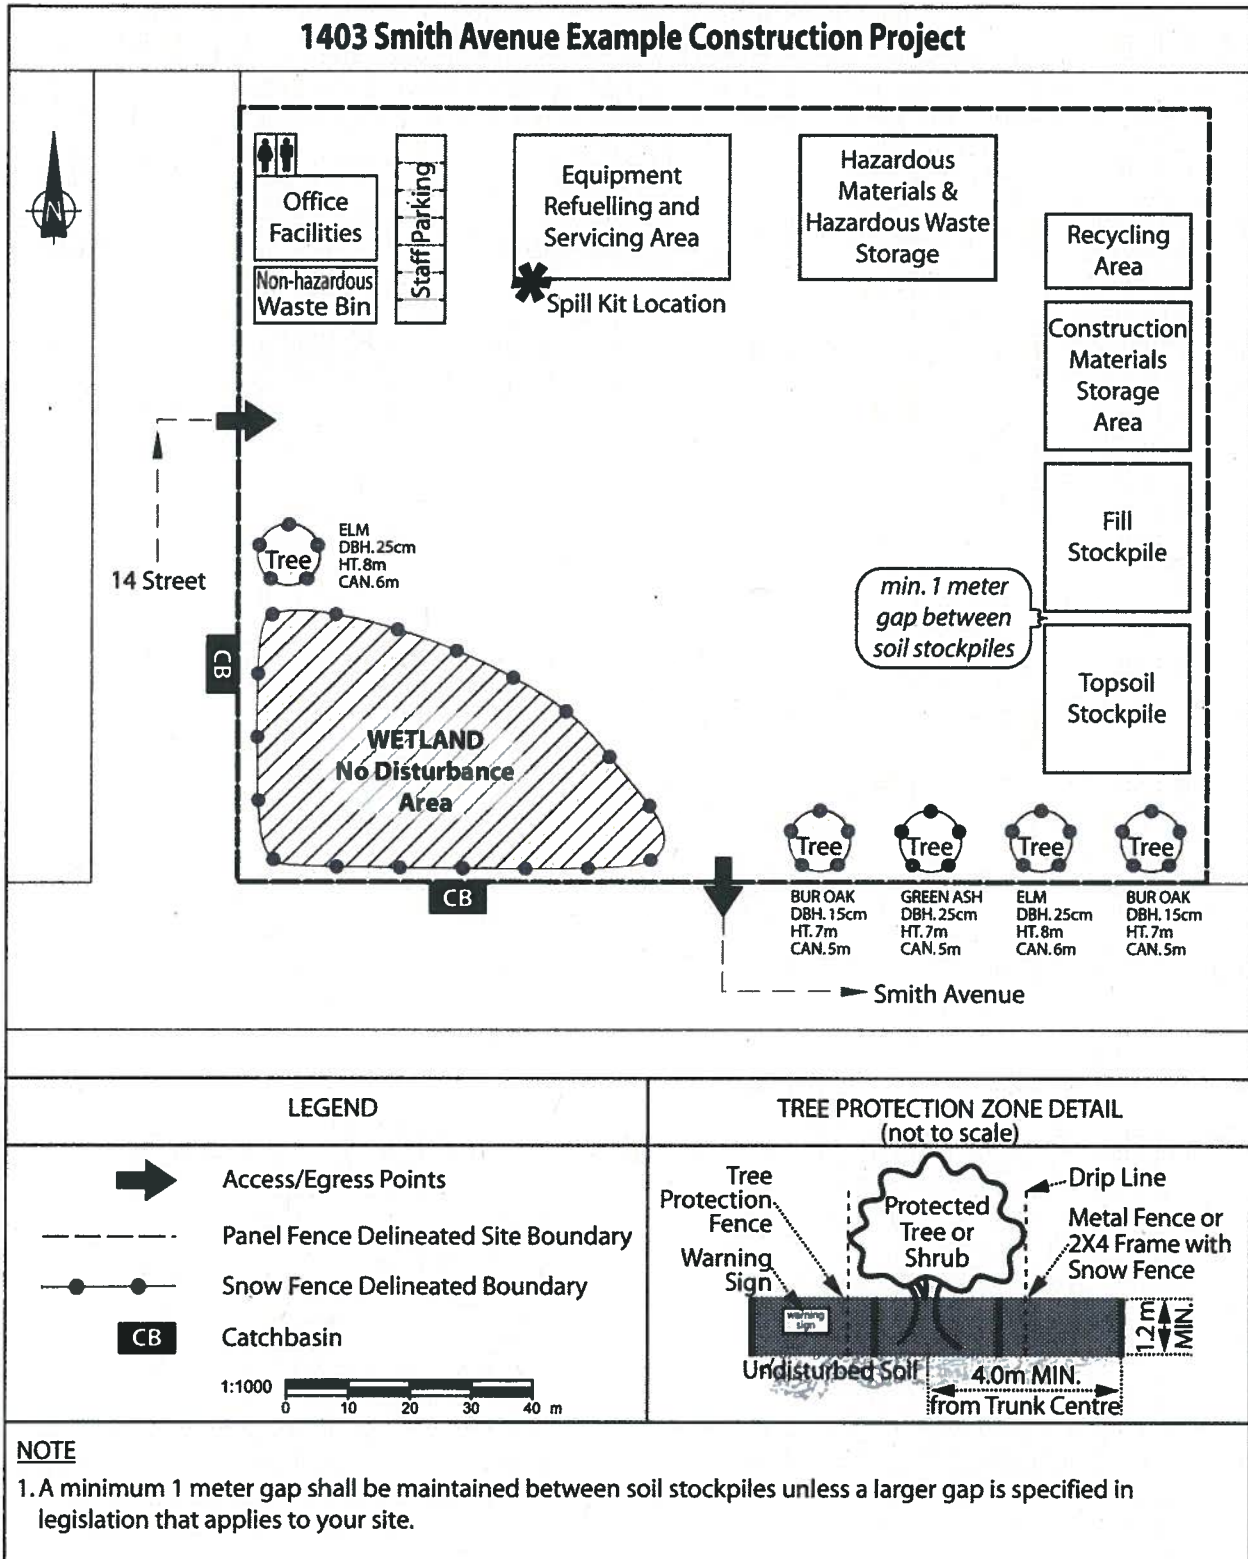 1403 Smith Avenue Example Construction Project
N
Office
Facilities
Non-hazardous
Waste Bin
Staff Parking
Equipment
Refuelling and
Servicing Area
Spill Kit Location
Hazardous
Materials &
Hazardous Waste
Storage
Recycling
Area
Construction
Materials
Storage
Area
Fill
Stockpile
min. 1 meter
gap between
soil stockpiles
Topsoil
Stockpile
14 Street
Tree
ELM
DBH. 25cm
HT. 8m
CAN. 6m
CB
WETLAND
No Disturbance
Area
CB
Tree
BUR OAK
DBH. 15cm
HT. 7m
CAN. 5m
Tree
GREEN ASH
DBH. 25cm
HT. 7m
CAN. 5m
Tree
ELM
DBH. 25cm
HT. 8m
CAN. 6m
Tree
BUR OAK
DBH. 15cm
HT. 7m
CAN. 5m
Smith Avenue
LEGEND
Access/Egress Points
Panel Fence Delineated Site Boundary
Snow Fence Delineated Boundary
CB
Catchbasin
1:1000
0 10 20 30 40 m
TREE PROTECTION ZONE DETAIL
(not to scale)
Tree
Protection
Fence
Warning
Sign
Protected
Tree or
Shrub
Drip Line
Metal Fence or
2X4 Frame with
Snow Fence
warning
sign
1.2 m
MIN.
Undisturbed Soil
4.0m MIN.
from Trunk Centre
NOTE
1. A minimum 1 meter gap shall be maintained between soil stockpiles unless a larger gap is specified in
legislation that applies to your site.